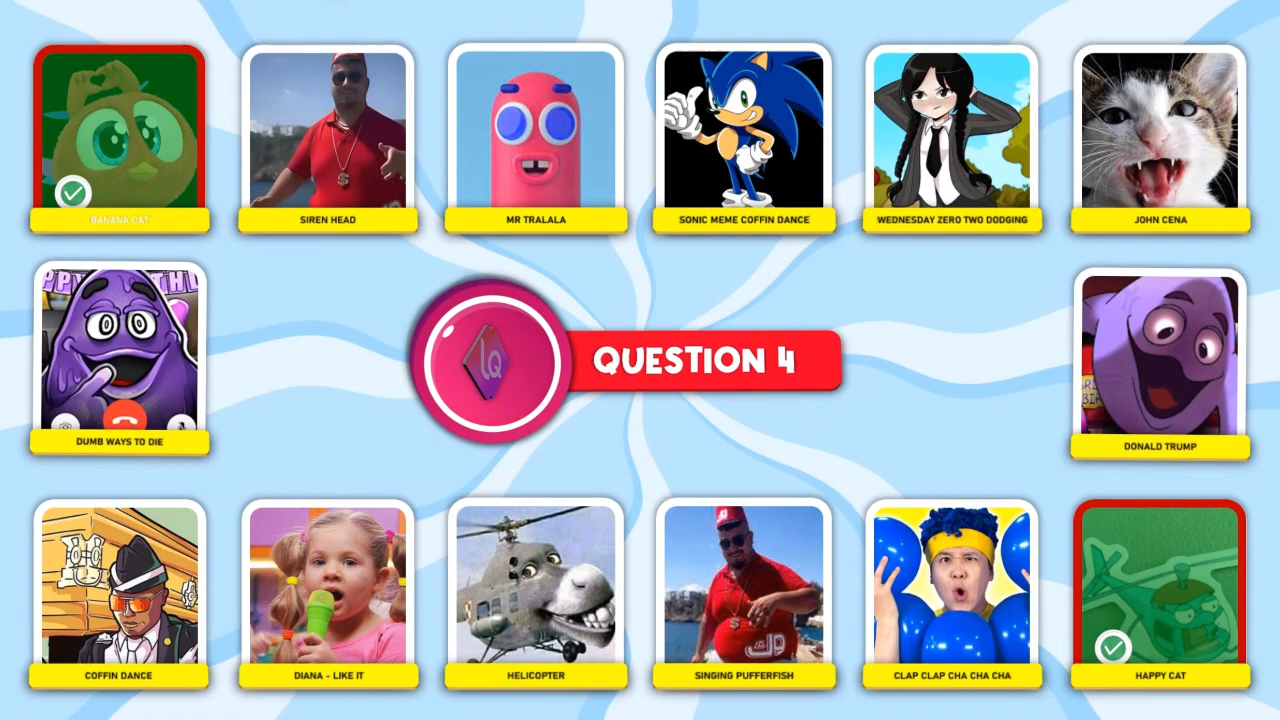 BANANA CAT
SIREN HEAD
MR TRALALA
SONIC MEME COFFIN DANCE
WEDNESDAY ZERO TWO DODGING
JOHN CENA
DUMB WAYS TO DIE
LQ
QUESTION 4
DONALD TRUMP
COFFIN DANCE
DIANA - LIKE IT
HELICOPTER
SINGING PUFFERFISH
CLAP CLAP CHA CHA CHA
HAPPY CAT